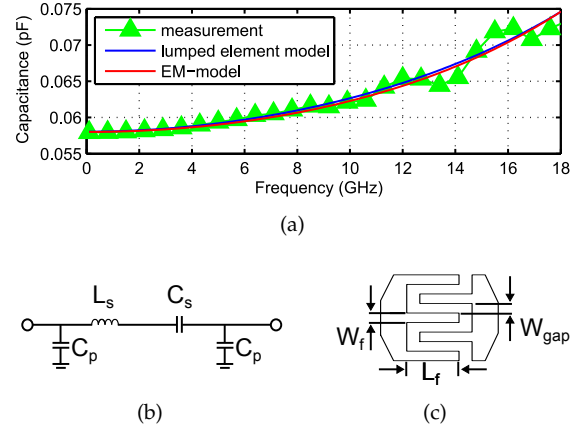 0.075
0.07
0.065
0.06
0.055
Capacitance (pF)
measurement
lumped element model
EM−model
0 2 4 6 8 10 12 14 16 18
Frequency (GHz)
(a)
Ls Cs
Cp Cp
(b)
Wf
Lf
Wgap
(c)